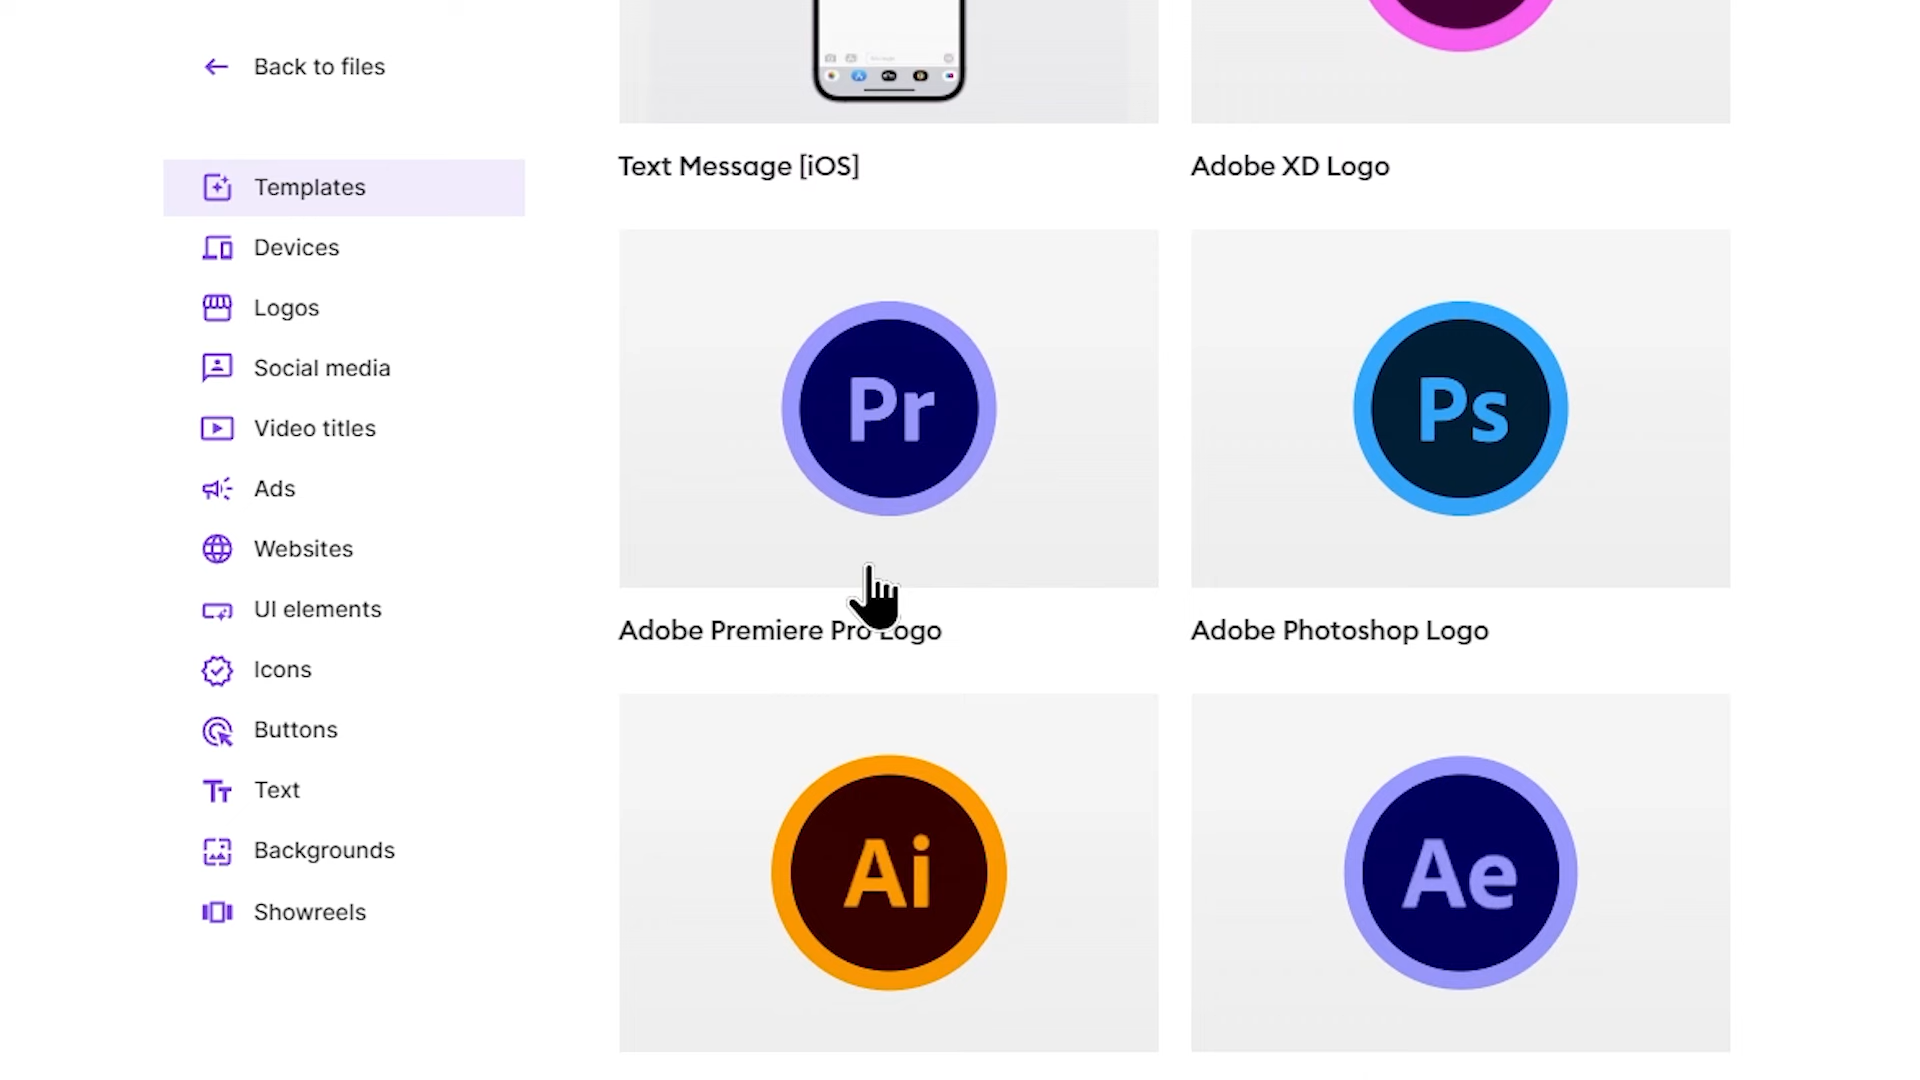 Back to files
Templates
Devices
Logos
Social media
Video titles
Ads
Websites
UI elements
Icons
Buttons
Text
Backgrounds
Showreels
Text Message [iOS]
Adobe XD Logo
Pr
Ps
Adobe Premiere Pro Logo
Adobe Photoshop Logo
Ai
Ae